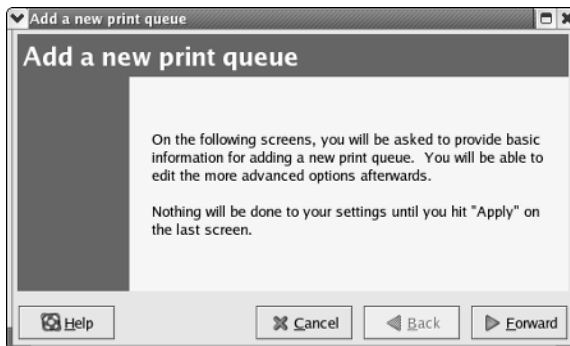 Add a new print queue
Add a new print queue
On the following screens, you will be asked to provide basic
information for adding a new print queue.  You will be able to
edit the more advanced options afterwards.
Nothing will be done to your settings until you hit "Apply" on
the last screen.
Help
Cancel
Back
Forward